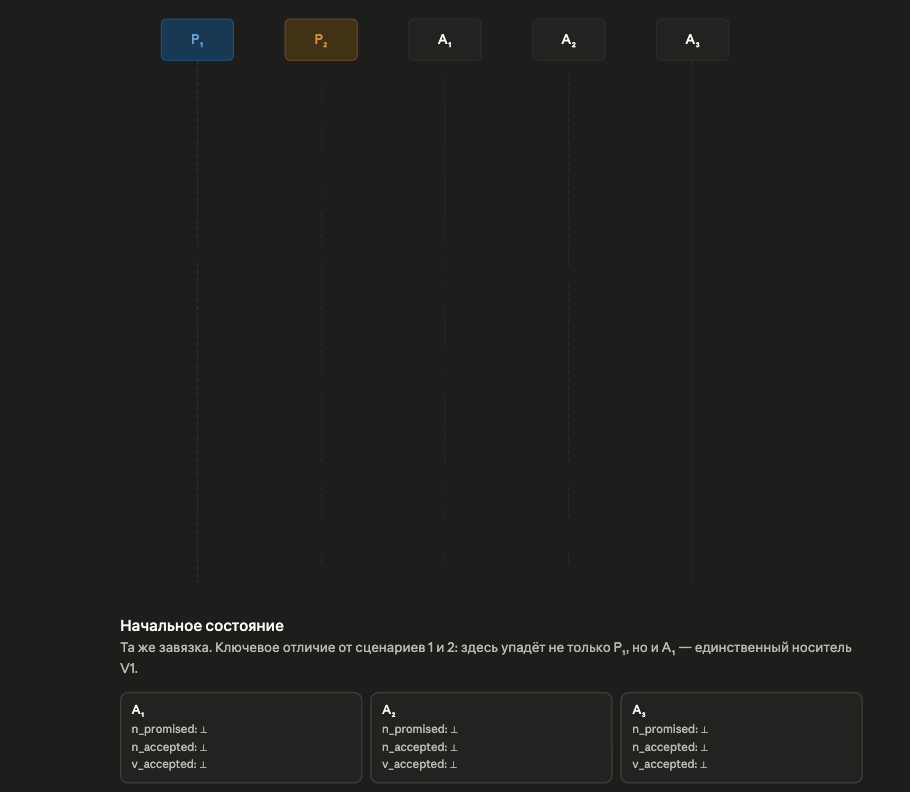 P₁ P₂ A₁ A₂ A₃
Начальное состояние
Та же завязка. Ключевое отличие от сценариев 1 и 2: здесь упадёт не только P₁, но и A₁ — единственный носитель
V1.
A₁ A₂ A₃
n_promised: ⊥ n_promised: ⊥ n_promised: ⊥
n_accepted: ⊥ n_accepted: ⊥ n_accepted: ⊥
v_accepted: ⊥ v_accepted: ⊥ v_accepted: ⊥